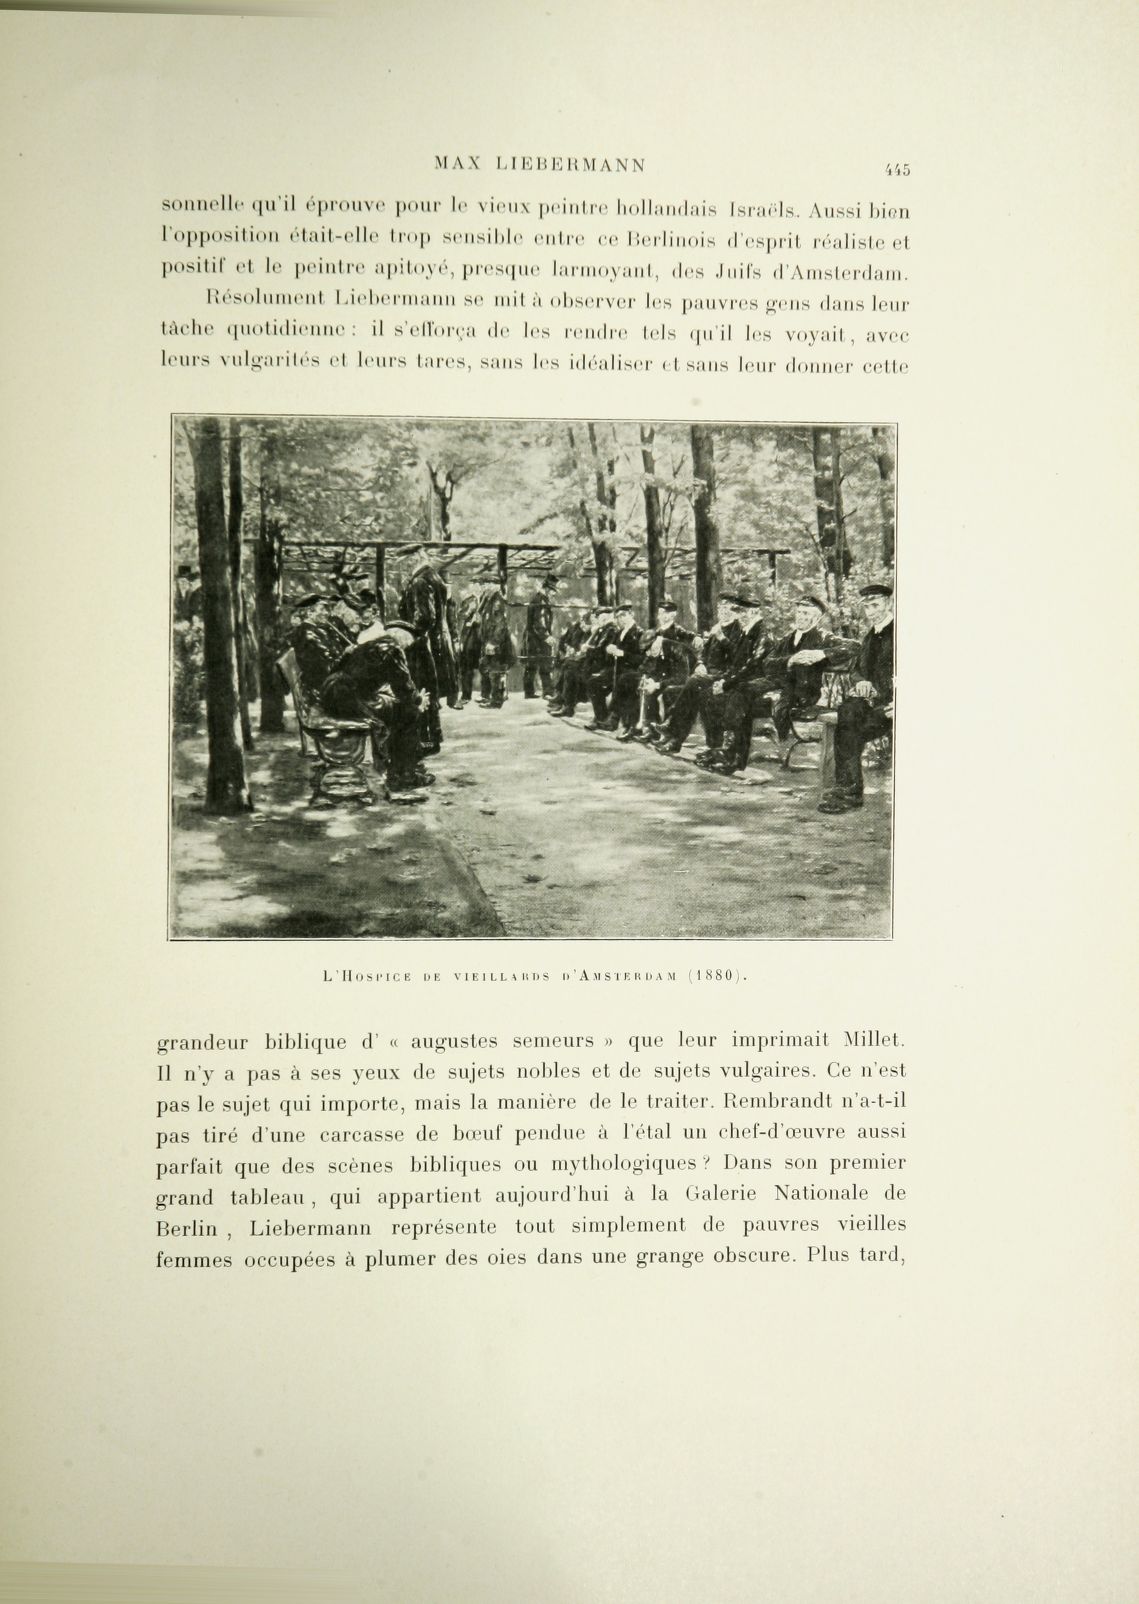 MAX LIEBERMANN 445
sonnelle qu'il éprouve pour le vieux peintre hollandais Israëls. Aussi bien
l'opposition était-elle trop sensible entre ce Berlinois d'esprit réaliste et
positif et le peintre apitoyé, presque larmoyant, des Juifs d'Amsterdam.
Résolument Liebermann se mit à observer les pauvres gens dans leur
tâche quotidienne : il s'efforça de les rendre tels qu'il les voyait, avec
leurs vulgarités et leurs tares, sans les idéaliser et sans leur donner cette
L'Hospice de vieillards d'Amsterdam (1880).
grandeur biblique d' « augustes semeurs » que leur imprimait Millet.
Il n'y a pas à ses yeux de sujets nobles et de sujets vulgaires. Ce n'est
pas le sujet qui importe, mais la manière de le traiter. Rembrandt n'a-t-il
pas tiré d'une carcasse de bœuf pendue à l'étal un chef-d'œuvre aussi
parfait que des scènes bibliques ou mythologiques ? Dans son premier
grand tableau , qui appartient aujourd'hui à la Galerie Nationale de
Berlin , Liebermann représente tout simplement de pauvres vieilles
femmes occupées à plumer des oies dans une grange obscure. Plus tard,